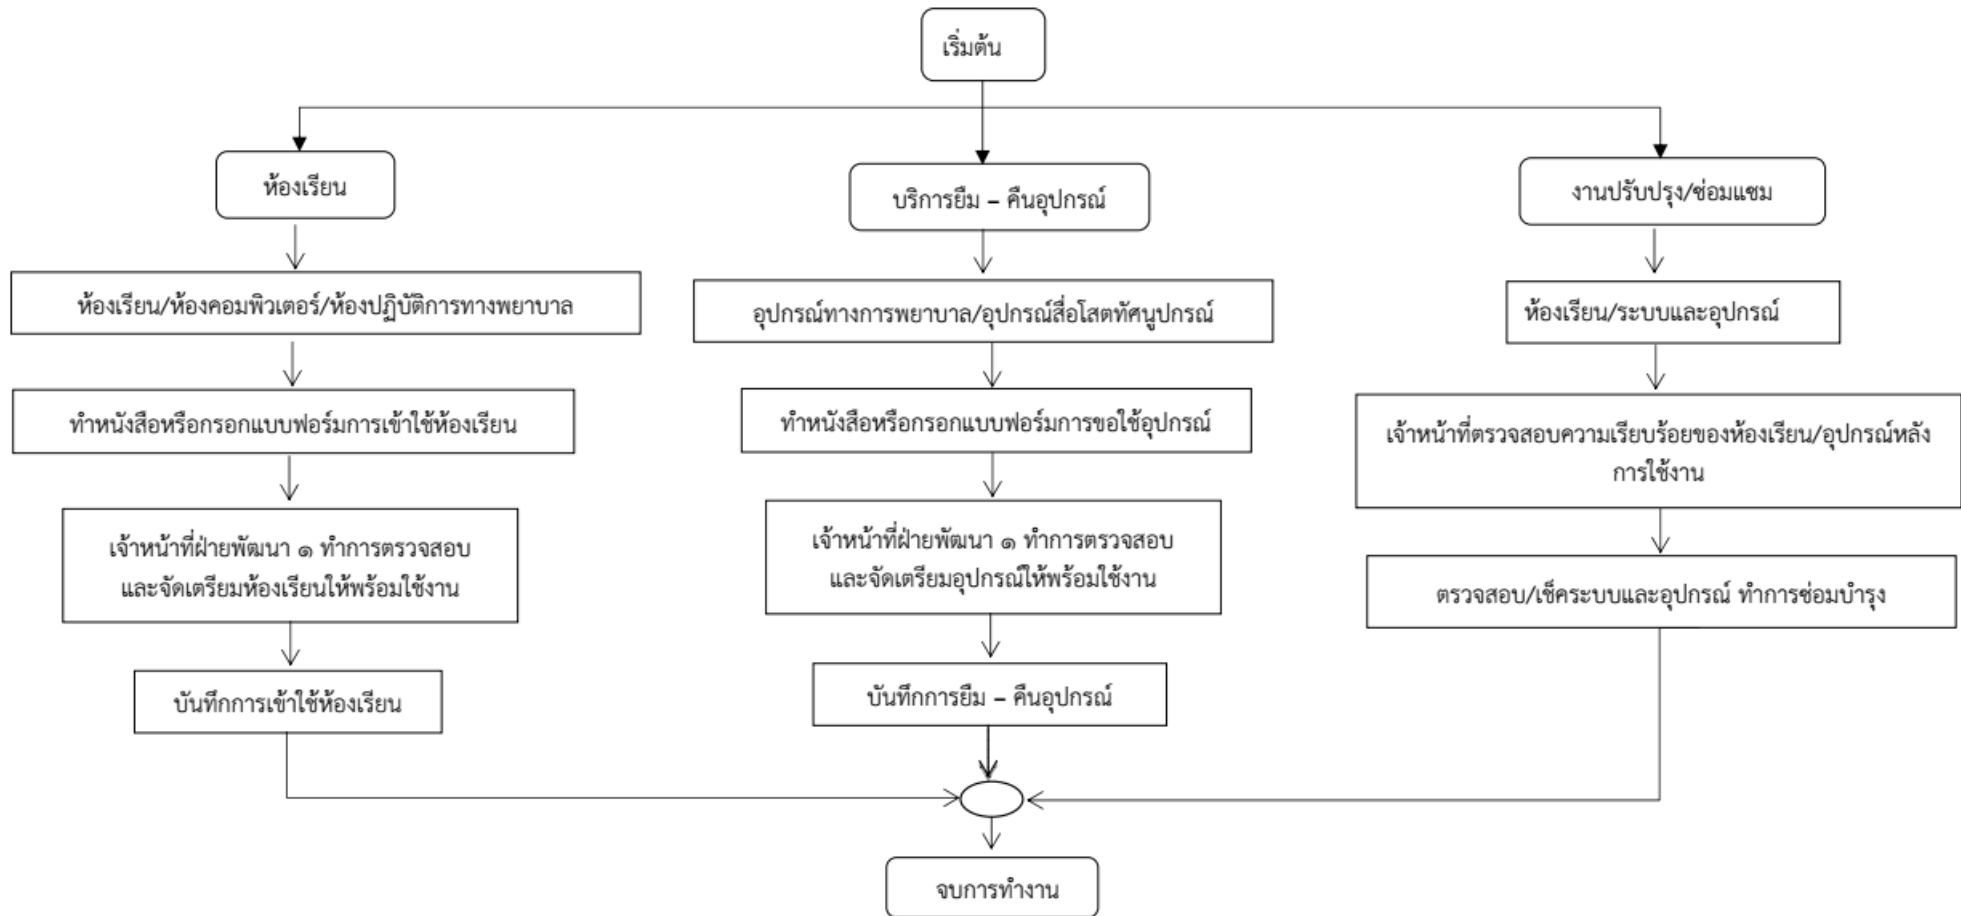 เริ่มต้น
ห้องเรียน
บริการยืม – คืนอุปกรณ์
งานปรับปรุง/ซ่อมแซม
ห้องเรียน/ห้องคอมพิวเตอร์/ห้องปฏิบัติการทางพยาบาล
อุปกรณ์ทางการพยาบาล/อุปกรณ์สื่อโสตทัศนูปกรณ์
ห้องเรียน/ระบบและอุปกรณ์
ทำหนังสือหรือกรอกแบบฟอร์มการเข้าใช้ห้องเรียน
ทำหนังสือหรือกรอกแบบฟอร์มการขอใช้อุปกรณ์
เจ้าหน้าที่ตรวจสอบความเรียบร้อยของห้องเรียน/อุปกรณ์หลัง
การใช้งาน
เจ้าหน้าที่ฝ่ายพัฒนา ๑ ทำการตรวจสอบ
และจัดเตรียมห้องเรียนให้พร้อมใช้งาน
เจ้าหน้าที่ฝ่ายพัฒนา ๑ ทำการตรวจสอบ
และจัดเตรียมอุปกรณ์ให้พร้อมใช้งาน
ตรวจสอบ/เช็คระบบและอุปกรณ์ ทำการซ่อมบำรุง
บันทึกการเข้าใช้ห้องเรียน
บันทึกการยืม – คืนอุปกรณ์
จบการทำงาน